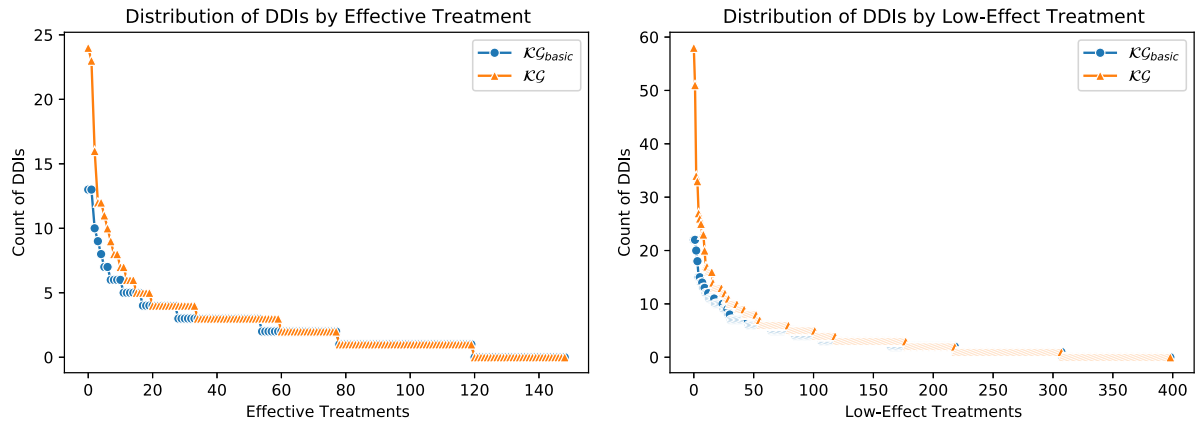 Distribution of DDIs by Effective Treatment
25
20
15
10
5
0
Count of DDIs
0 20 40 60 80 100 120 140
Effective Treatments
𝒦𝒢basic
𝒦𝒢
Distribution of DDIs by Low-Effect Treatment
60
50
40
30
20
10
0
Count of DDIs
0 50 100 150 200 250 300 350 400
Low-Effect Treatments
𝒦𝒢basic
𝒦𝒢